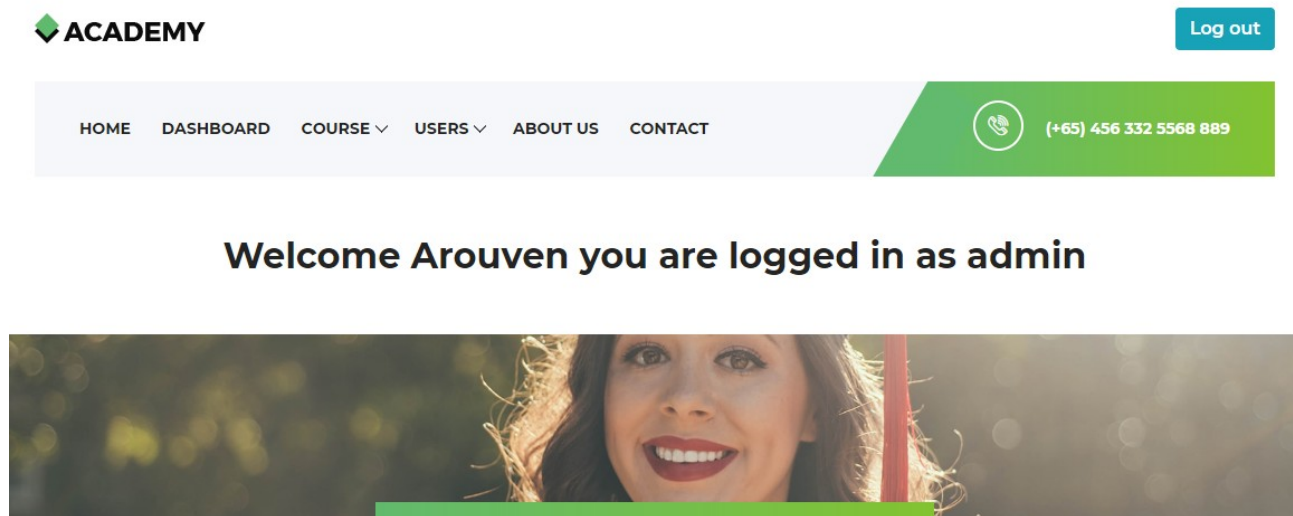 ACADEMY
Log out
HOME DASHBOARD COURSE USERS ABOUT US CONTACT
(+65) 456 332 5568 889
Welcome Arouven you are logged in as admin